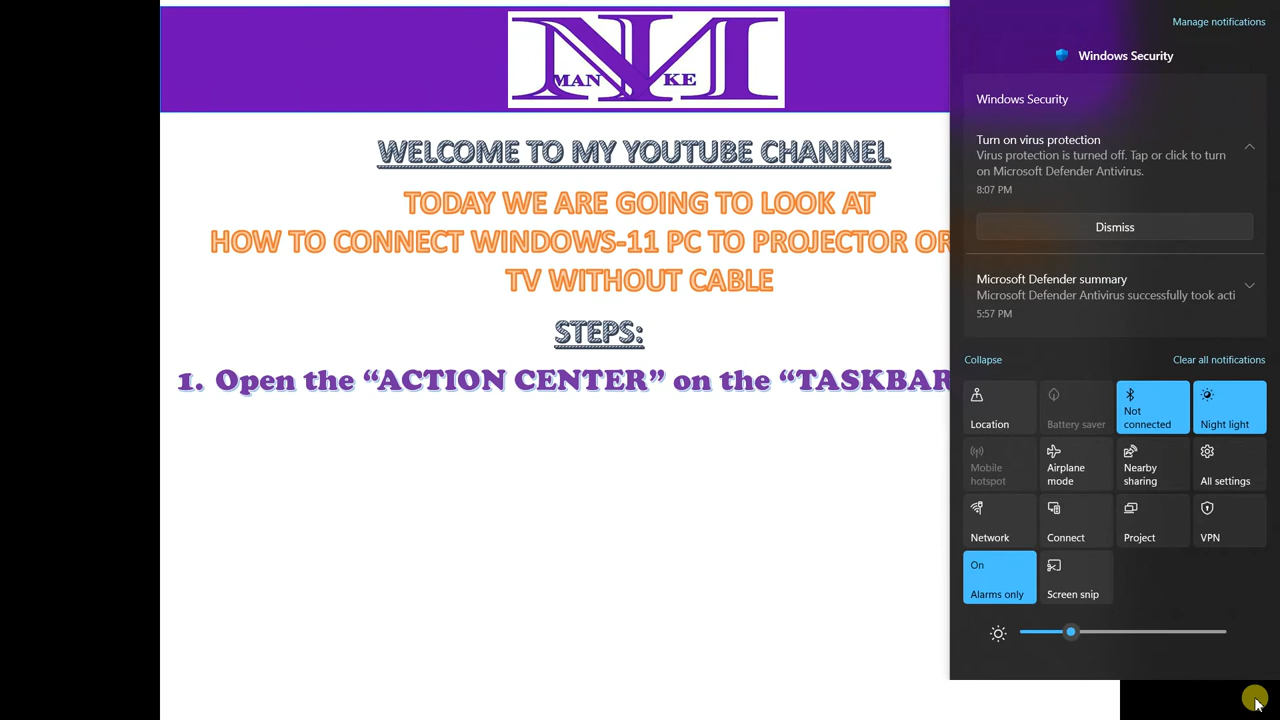 MAN KE
WELCOME TO MY YOUTUBE CHANNEL
TODAY WE ARE GOING TO LOOK AT
HOW TO CONNECT WINDOWS-11 PC TO PROJECTOR OR
TV WITHOUT CABLE
STEPS:
1. Open the “ACTION CENTER” on the “TASKBAR
Manage notifications
Windows Security
Windows Security
Turn on virus protection
Virus protection is turned off. Tap or click to turn
on Microsoft Defender Antivirus.
8:07 PM
Dismiss
Microsoft Defender summary
Microsoft Defender Antivirus successfully took acti
5:57 PM
Collapse
Clear all notifications
Location
Battery saver
Not
connected
Night light
Mobile
hotspot
Airplane
mode
Nearby
sharing
All settings
Network
Connect
Project
VPN
On
Alarms only
Screen snip